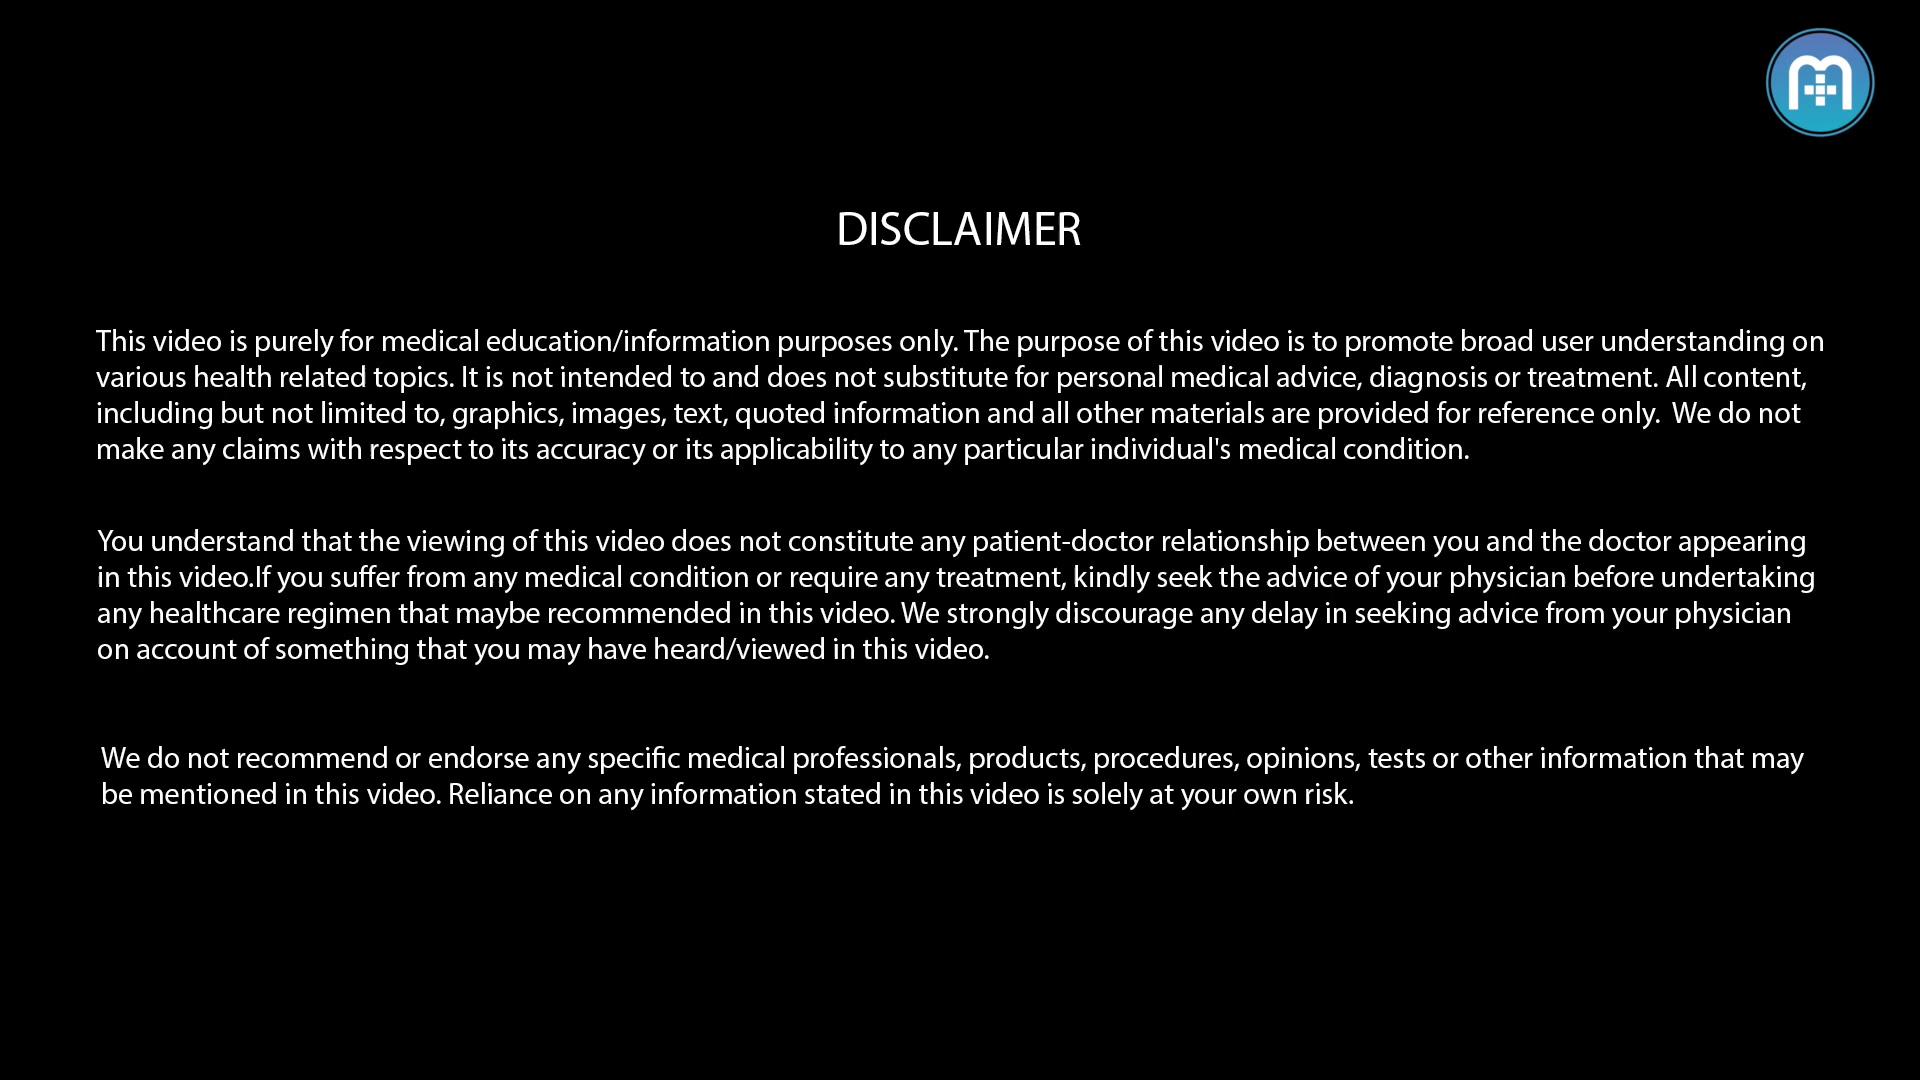 DISCLAIMER
This video is purely for medical education/information purposes only. The purpose of this video is to promote broad user understanding on
various health related topics. It is not intended to and does not substitute for personal medical advice, diagnosis or treatment. All content,
including but not limited to, graphics, images, text, quoted information and all other materials are provided for reference only.  We do not
make any claims with respect to its accuracy or its applicability to any particular individual's medical condition.
You understand that the viewing of this video does not constitute any patient-doctor relationship between you and the doctor appearing
in this video.If you suffer from any medical condition or require any treatment, kindly seek the advice of your physician before undertaking
any healthcare regimen that maybe recommended in this video. We strongly discourage any delay in seeking advice from your physician
on account of something that you may have heard/viewed in this video.
We do not recommend or endorse any specific medical professionals, products, procedures, opinions, tests or other information that may
be mentioned in this video. Reliance on any information stated in this video is solely at your own risk.